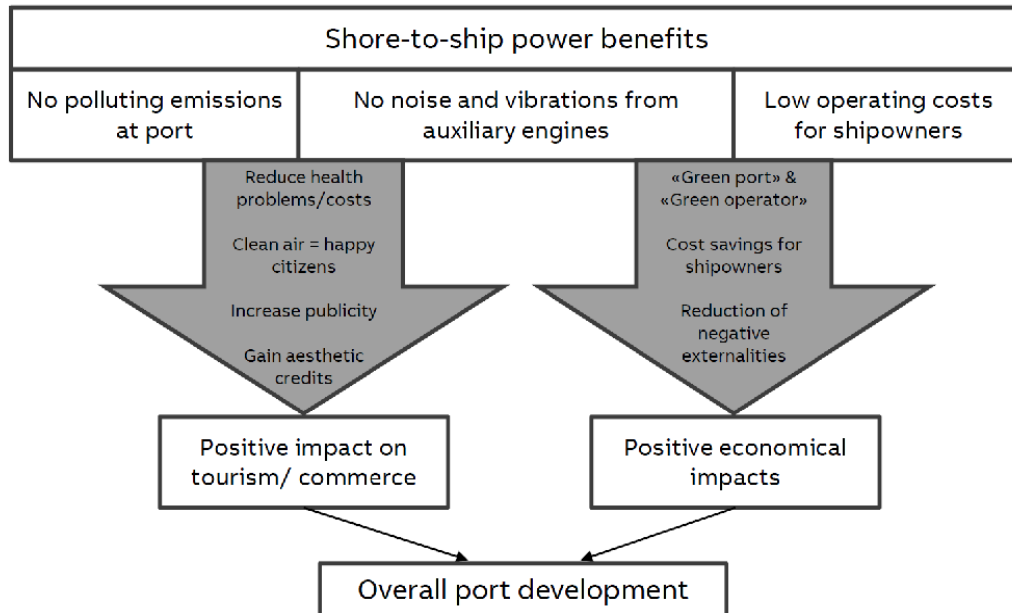 Shore-to-ship power benefits
No polluting emissions
at port
No noise and vibrations from
auxiliary engines
Low operating costs
for shipowners
Reduce health
problems/costs
Clean air = happy
citizens
Increase publicity
Gain aesthetic
credits
«Green port» &
«Green operator»
Cost savings for
shipowners
Reduction of
negative
externalities
Positive impact on
tourism/ commerce
Positive economical
impacts
Overall port development